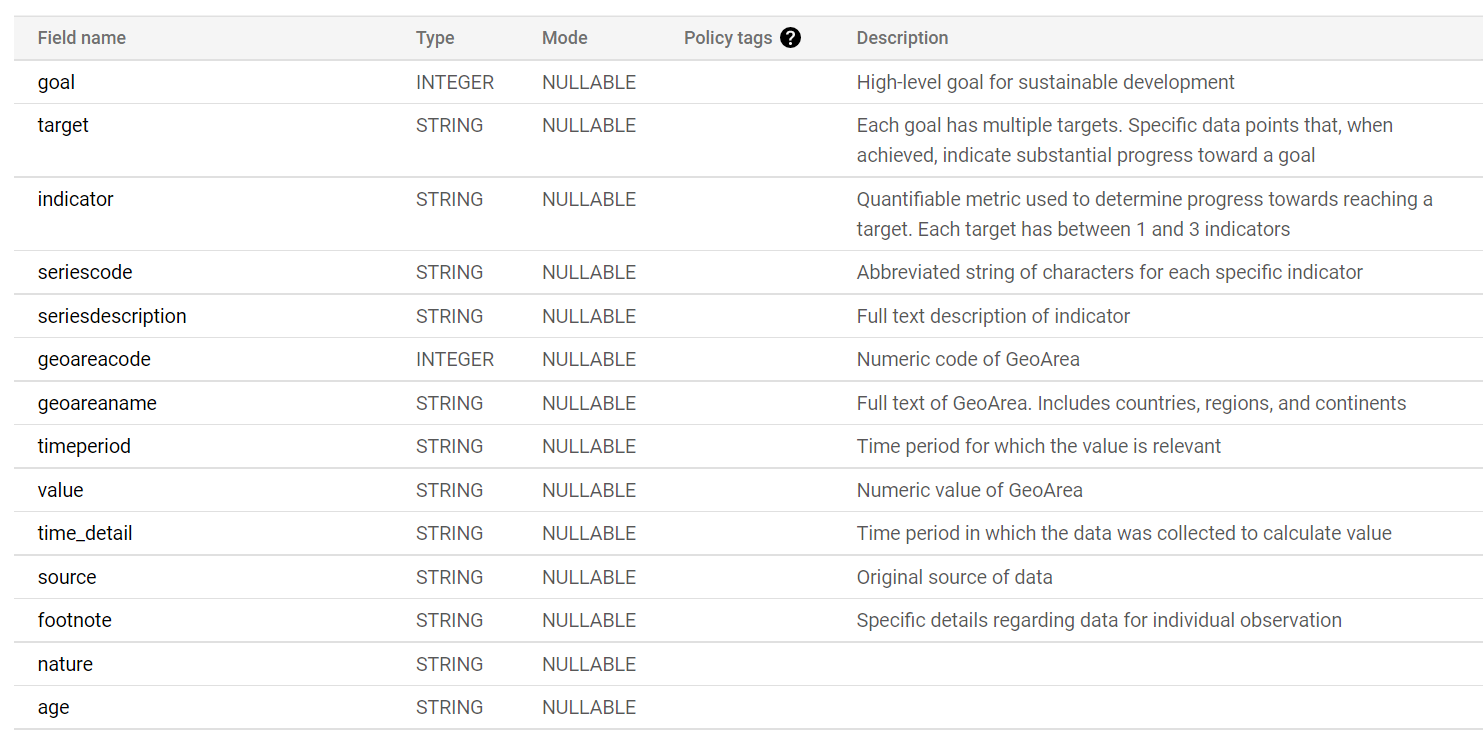 Field name Type Mode Policy tags ? Description
goal INTEGER NULLABLE High-level goal for sustainable development
target STRING NULLABLE Each goal has multiple targets. Specific data points that, when
achieved, indicate substantial progress toward a goal
indicator STRING NULLABLE Quantifiable metric used to determine progress towards reaching a
target. Each target has between 1 and 3 indicators
seriescode STRING NULLABLE Abbreviated string of characters for each specific indicator
seriesdescription STRING NULLABLE Full text description of indicator
geoareacode INTEGER NULLABLE Numeric code of GeoArea
geoareaname STRING NULLABLE Full text of GeoArea. Includes countries, regions, and continents
timeperiod STRING NULLABLE Time period for which the value is relevant
value STRING NULLABLE Numeric value of GeoArea
time_detail STRING NULLABLE Time period in which the data was collected to calculate value
source STRING NULLABLE Original source of data
footnote STRING NULLABLE Specific details regarding data for individual observation
nature STRING NULLABLE
age STRING NULLABLE